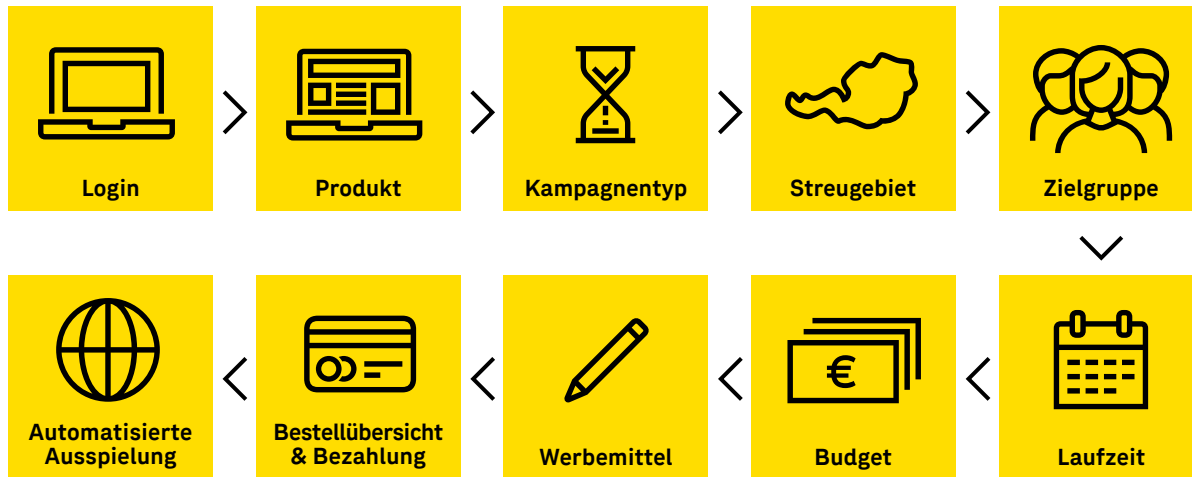 Login
Produkt
Kampagnentyp
Streugebiet
Zielgruppe
€
Laufzeit
Budget
Werbemittel
Bestellübersicht
& Bezahlung
Automatisierte
Ausspielung